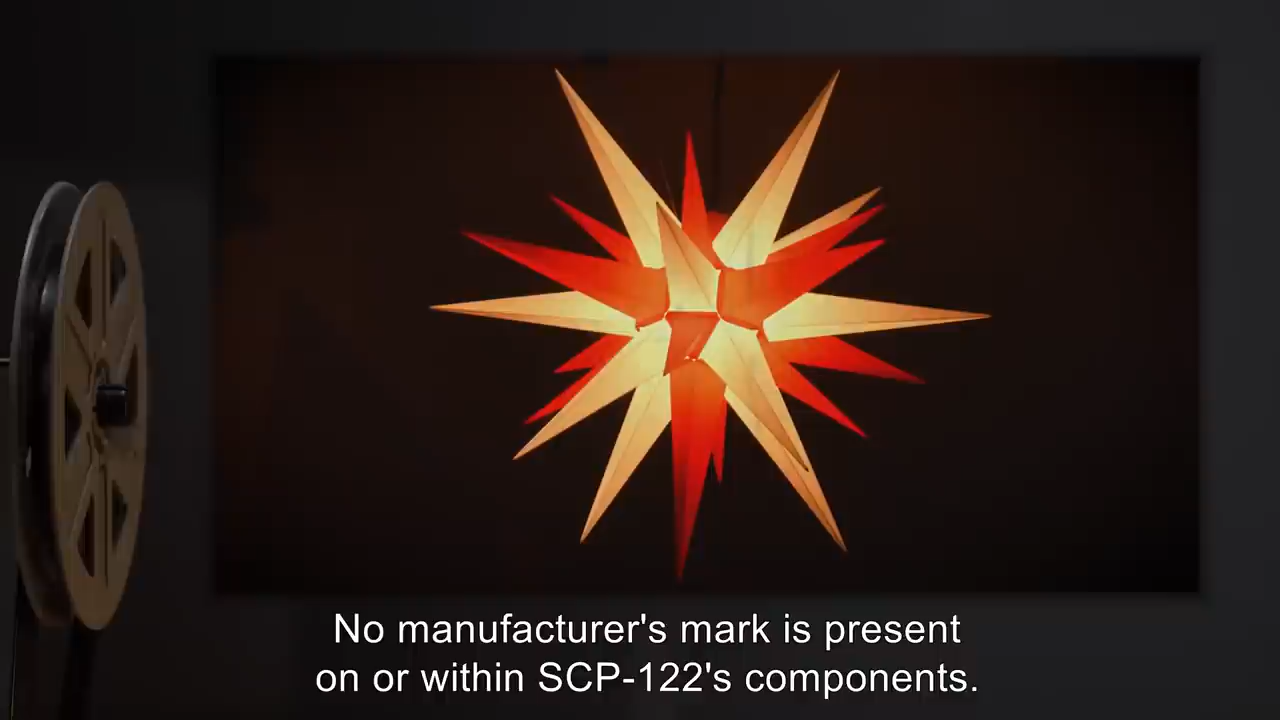 No manufacturer's mark is present
on or within SCP-122's components.